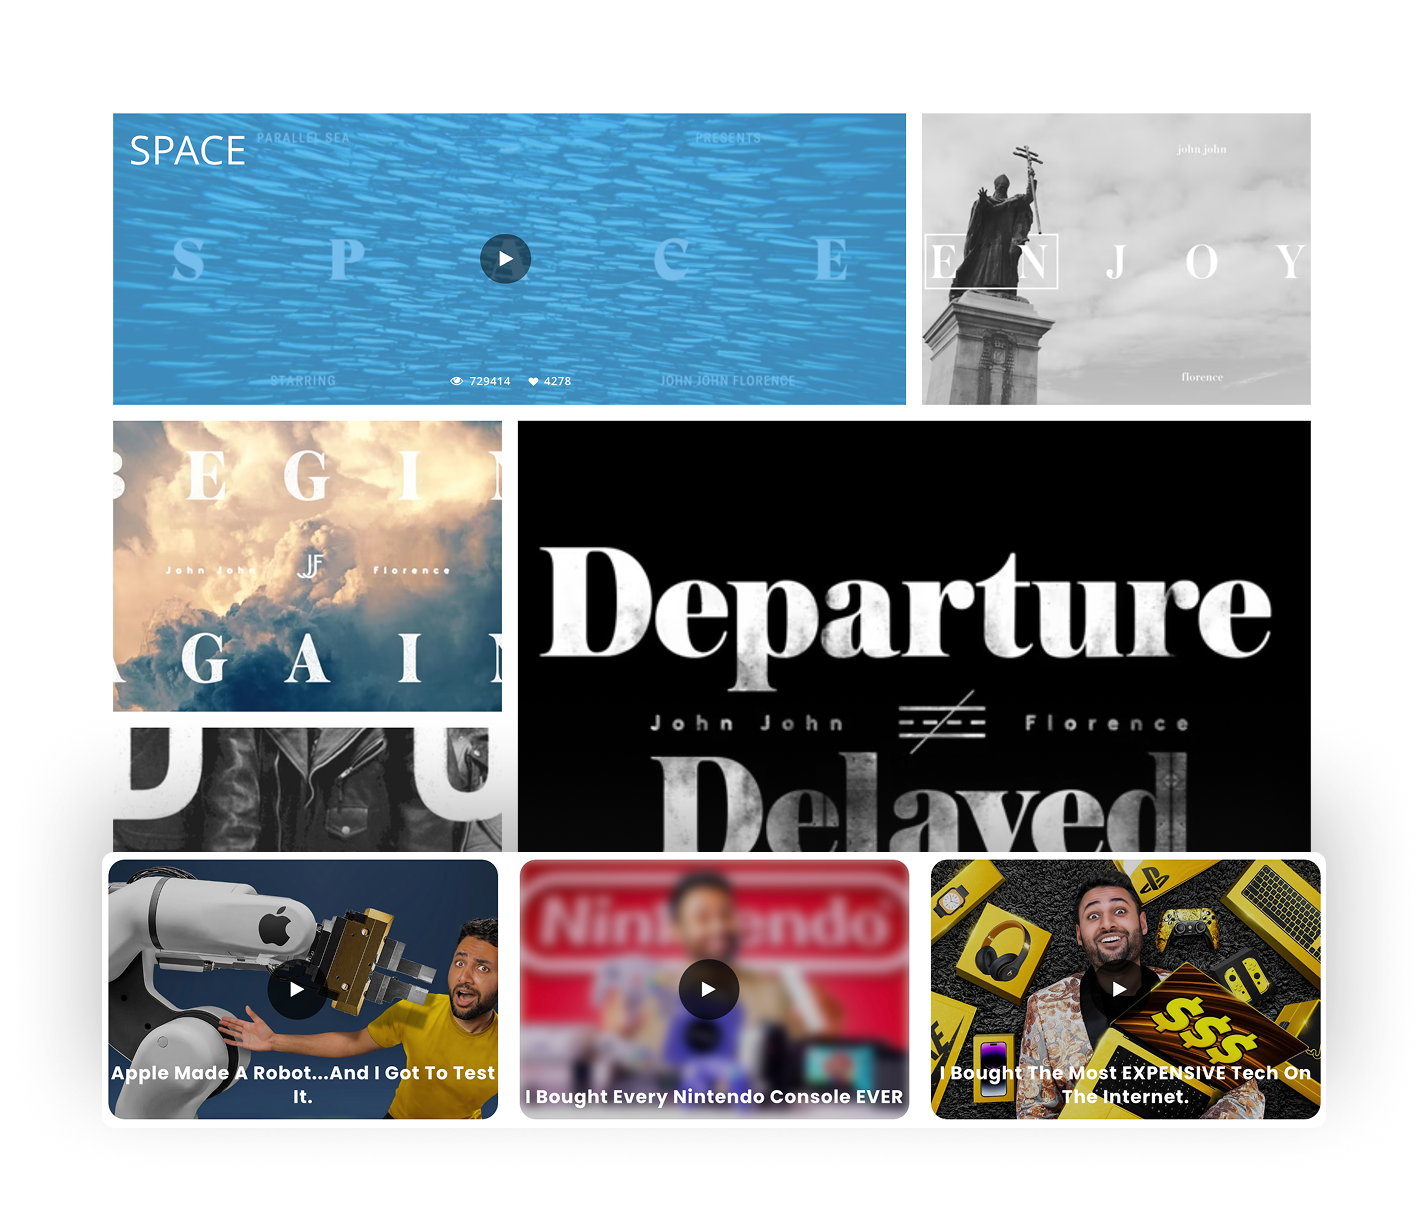 SPACE
PARALLEL SEA
PRESENTS
S P A C E
STARRING
729414
4278
JOHN JOHN FLORENCE
john john
E N J O Y
florence
B E G I N
John John
JJF
Florence
A G A I N
Departure
John John
Florence
Delayed
Nintendo
$$$
Apple Made A Robot...And I Got To Test
It.
I Bought Every Nintendo Console EVER
I Bought The Most EXPENSIVE Tech On
The Internet.